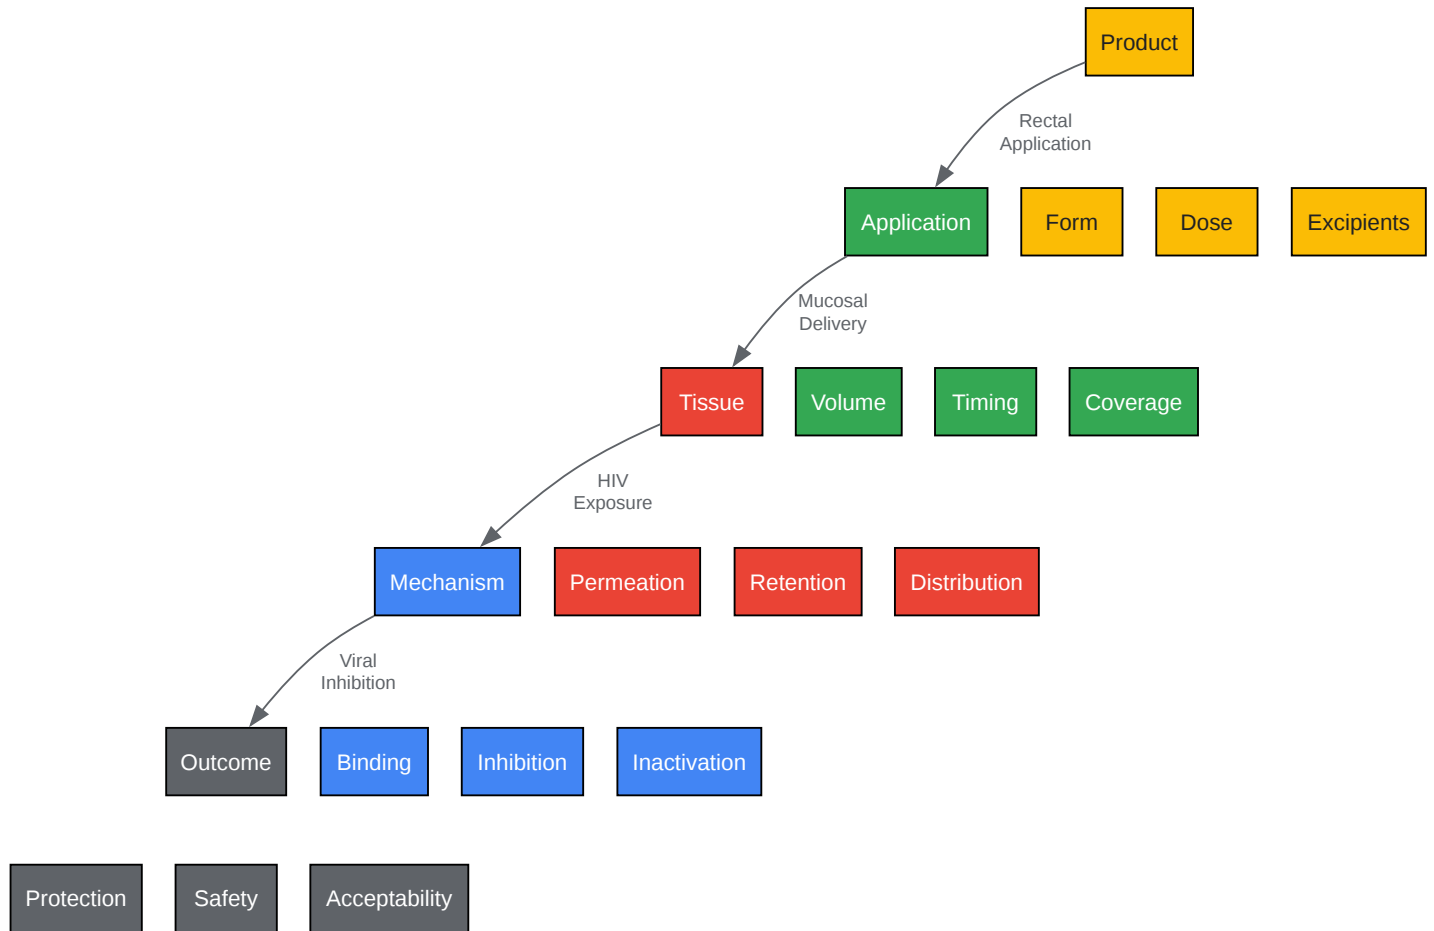 Product
Rectal
Application
Application
Form
Dose
Excipients
Mucosal
Delivery
Tissue
Volume
Timing
Coverage
HIV
Exposure
Mechanism
Permeation
Retention
Distribution
Viral
Inhibition
Outcome
Binding
Inhibition
Inactivation
Protection
Safety
Acceptability